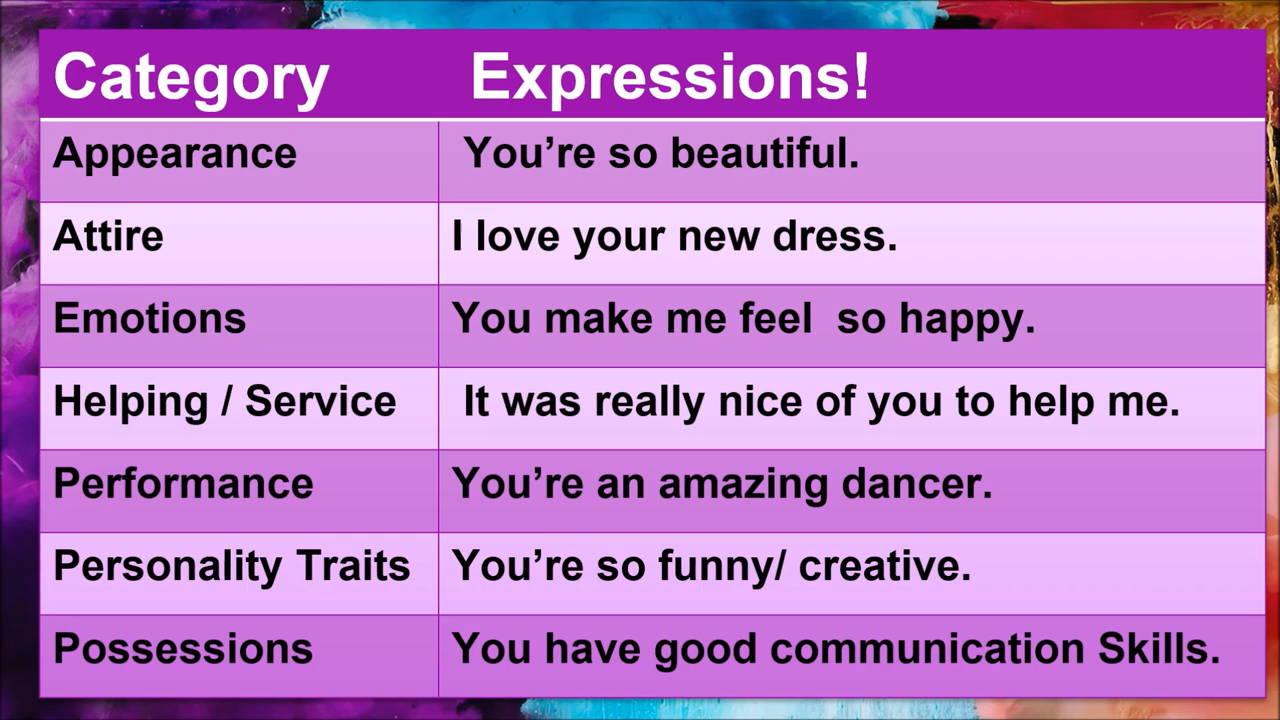 Category Expressions!
Appearance You’re so beautiful.
Attire I love your new dress.
Emotions You make me feel  so happy.
Helping / Service It was really nice of you to help me.
Performance You’re an amazing dancer.
Personality Traits You’re so funny/ creative.
Possessions You have good communication Skills.